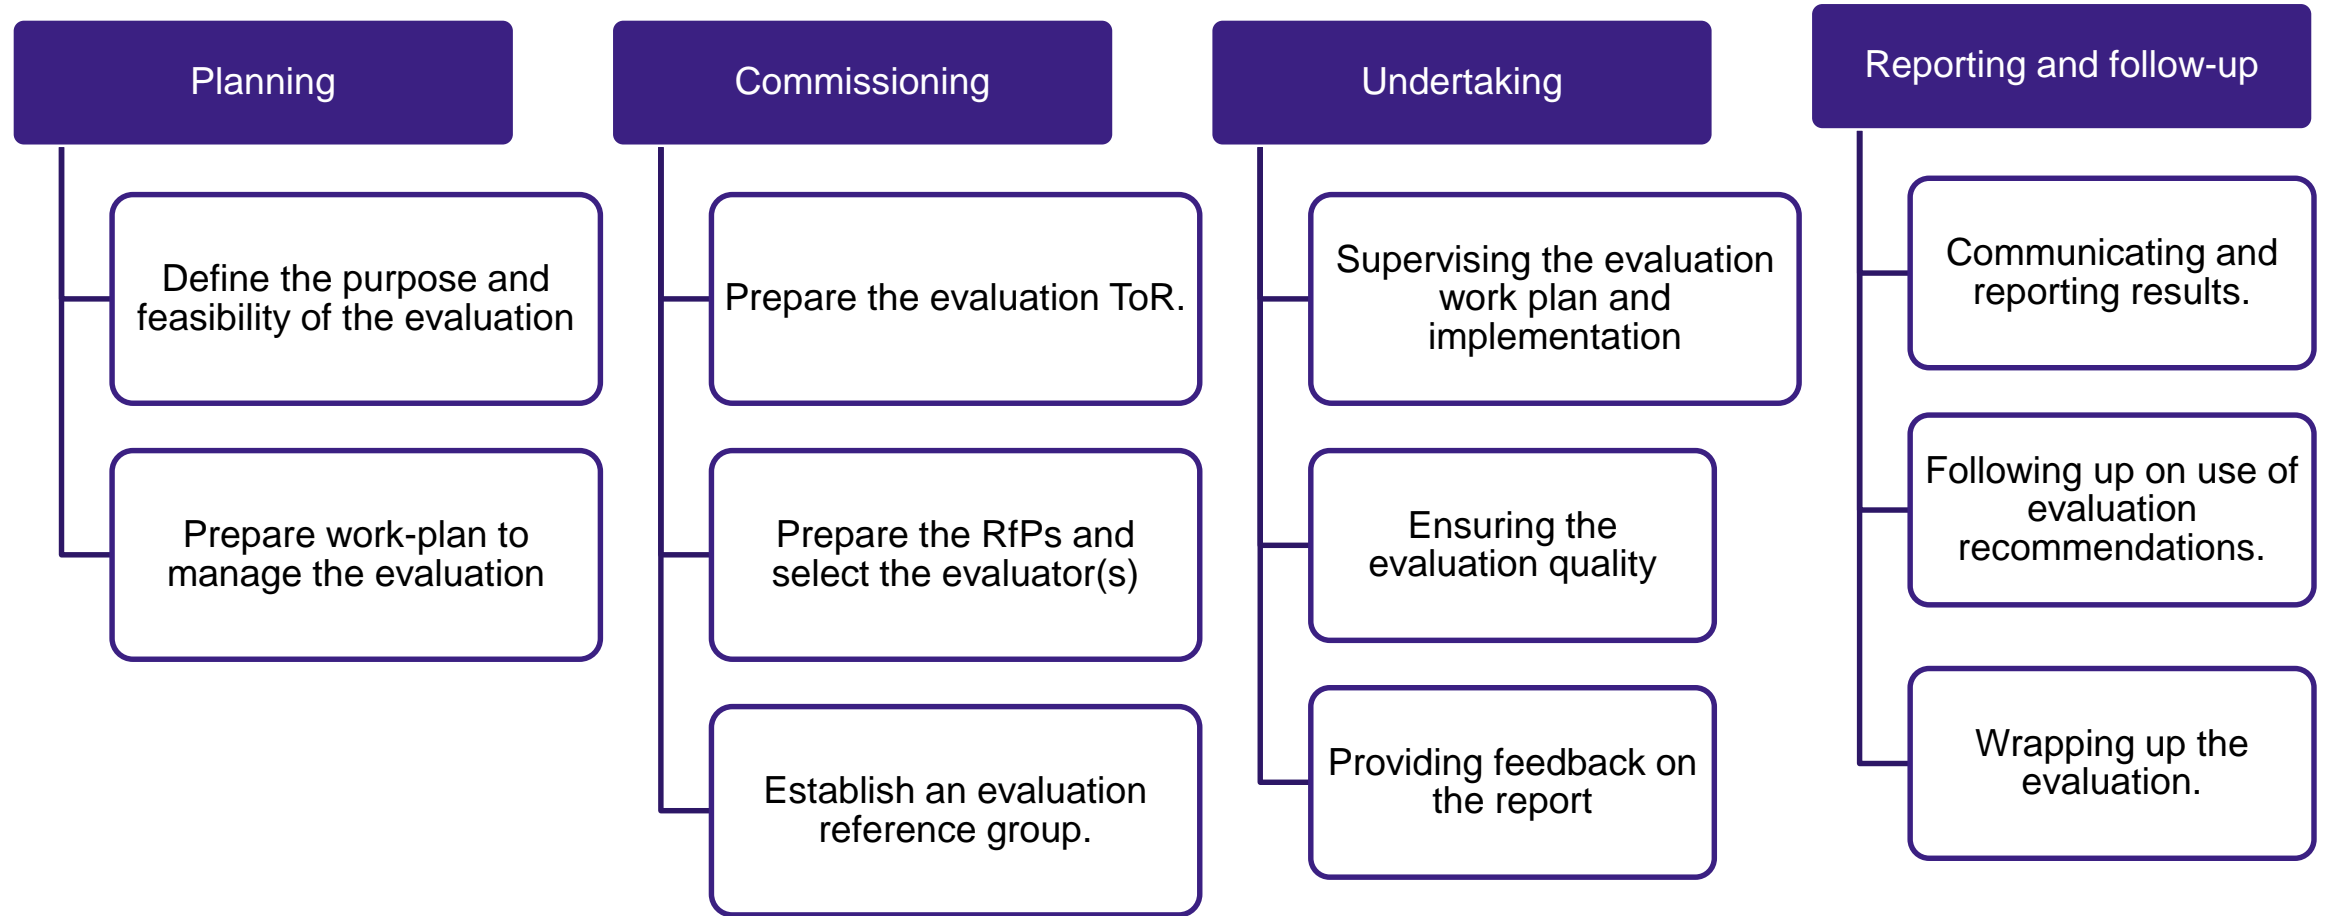 Planning
Define the purpose and
feasibility of the evaluation
Prepare work-plan to
manage the evaluation
Commissioning
Prepare the evaluation ToR.
Prepare the RfPs and
select the evaluator(s)
Establish an evaluation
reference group.
Undertaking
Supervising the evaluation
work plan and
implementation
Ensuring the
evaluation quality
Providing feedback on
the report
Reporting and follow-up
Communicating and
reporting results.
Following up on use of
evaluation
recommendations.
Wrapping up the
evaluation.